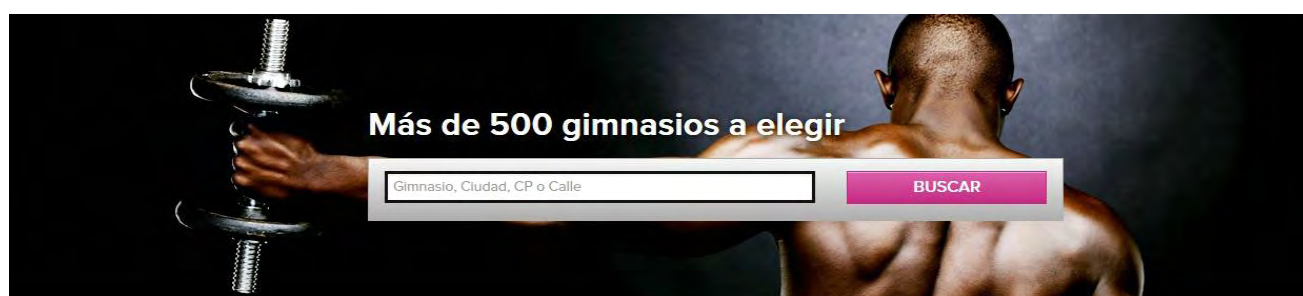 Más de 500 gimnasios a elegir
Gimnasio, Ciudad, CP o Calle
BUSCAR